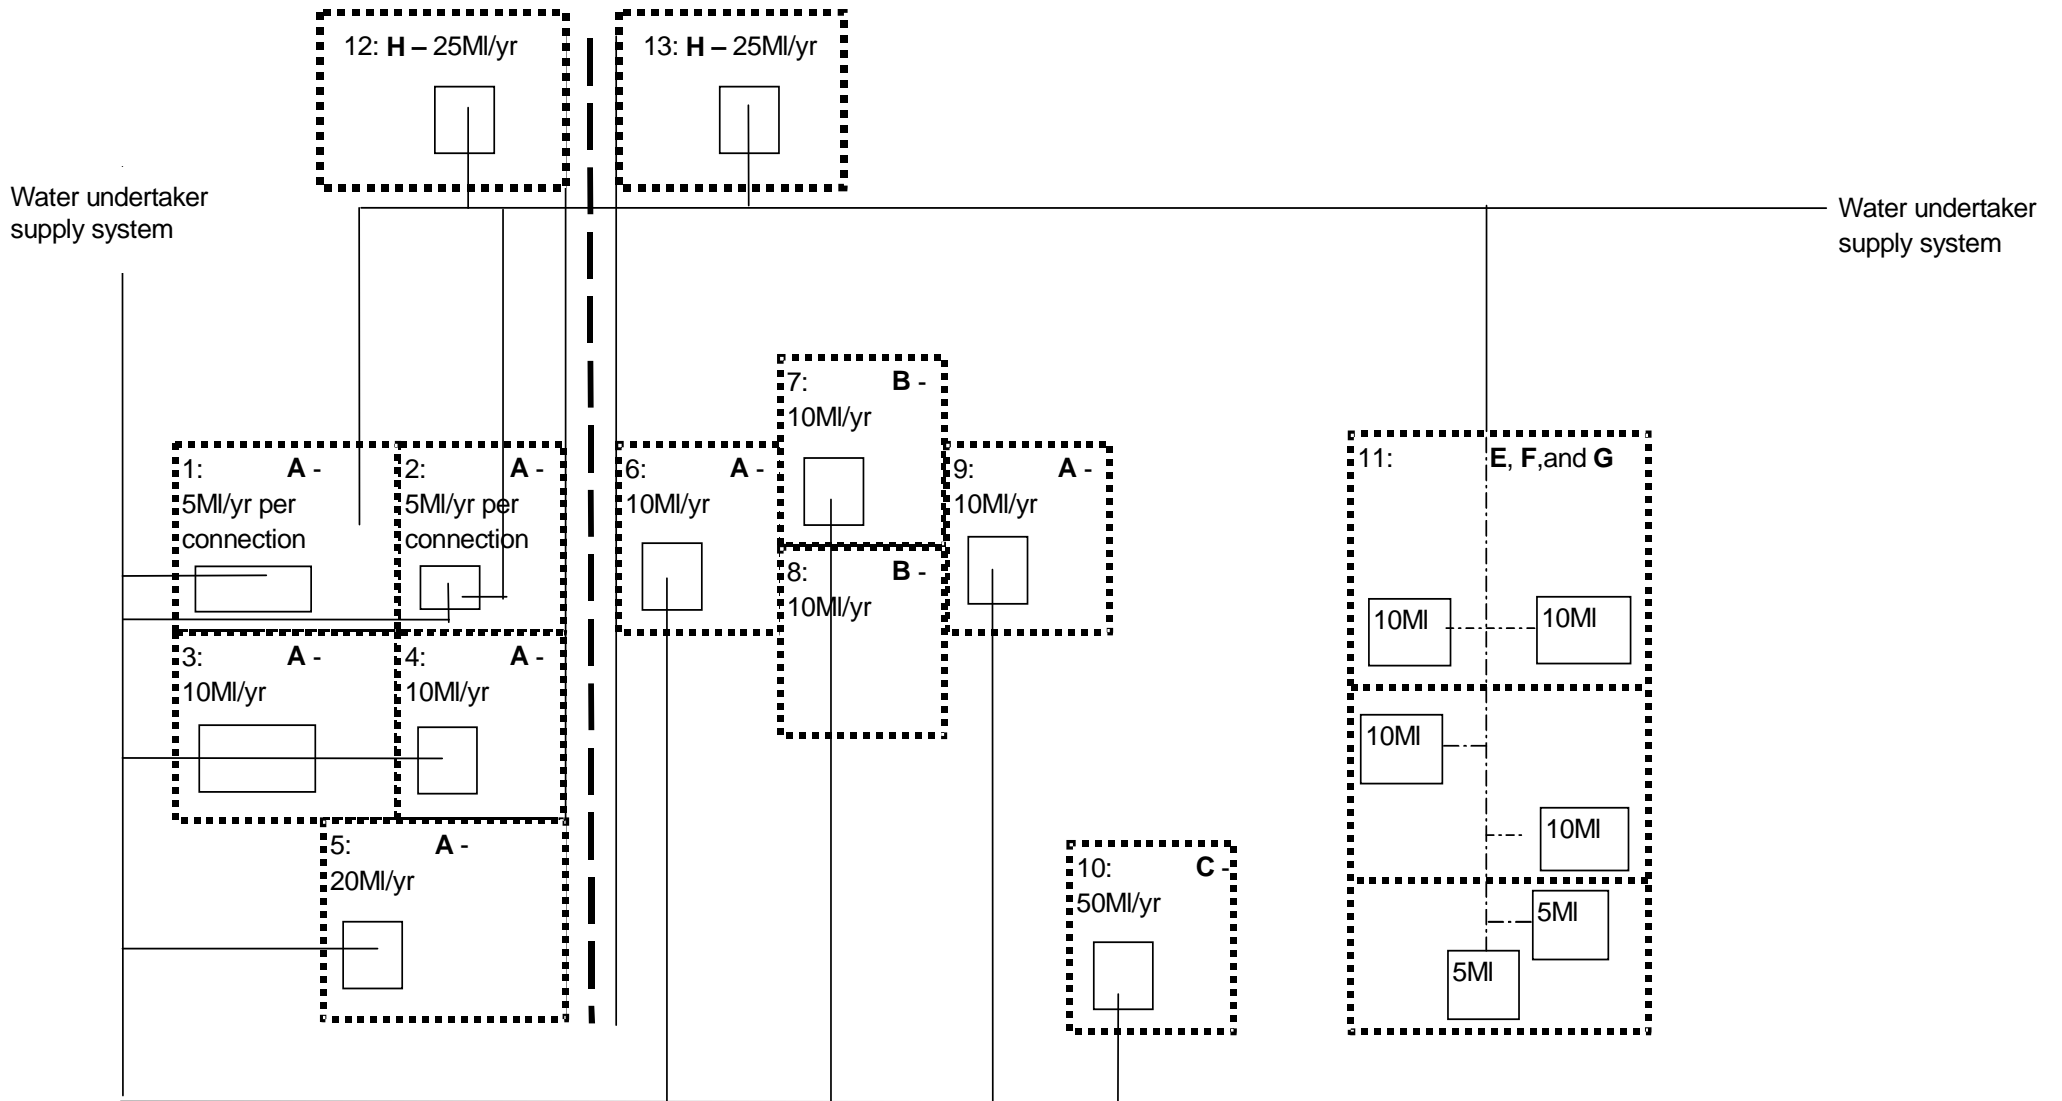 12: H – 25Ml/yr
13: H – 25Ml/yr
Water undertaker
supply system
Water undertaker
supply system
7: B -
10Ml/yr
1: A -
5Ml/yr per
connection
2: A -
5Ml/yr per
connection
6: A -
10Ml/yr
9: A -
10Ml/yr
11: E, F,and G
8: B -
10Ml/yr
10Ml
10Ml
3: A -
10Ml/yr
4: A -
10Ml/yr
10Ml
10Ml
5: A -
20Ml/yr
10: C -
50Ml/yr
5Ml
5Ml